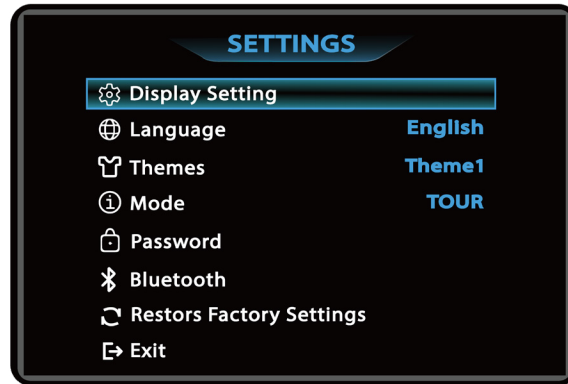 SETTINGS
Display Setting
Language English
Themes Theme1
Mode TOUR
Password
Bluetooth
Restors Factory Settings
Exit